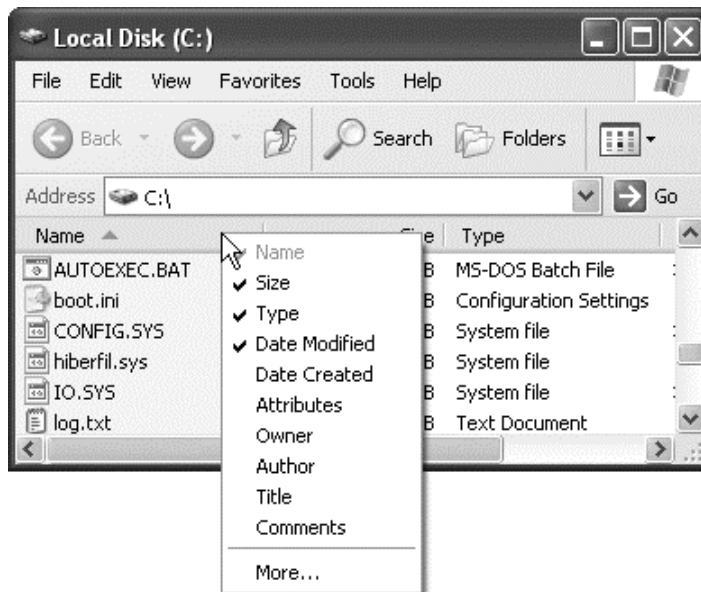 Local Disk (C:)
File Edit View Favorites Tools Help
Back Search Folders
Address C:\ Go
Name Size Type
AUTOEXEC.BAT B MS-DOS Batch File
boot.ini B Configuration Settings
CONFIG.SYS B System file
hiberfil.sys B System file
IO.SYS B System file
log.txt B Text Document
Name
Size
Type
Date Modified
Date Created
Attributes
Owner
Author
Title
Comments
More...